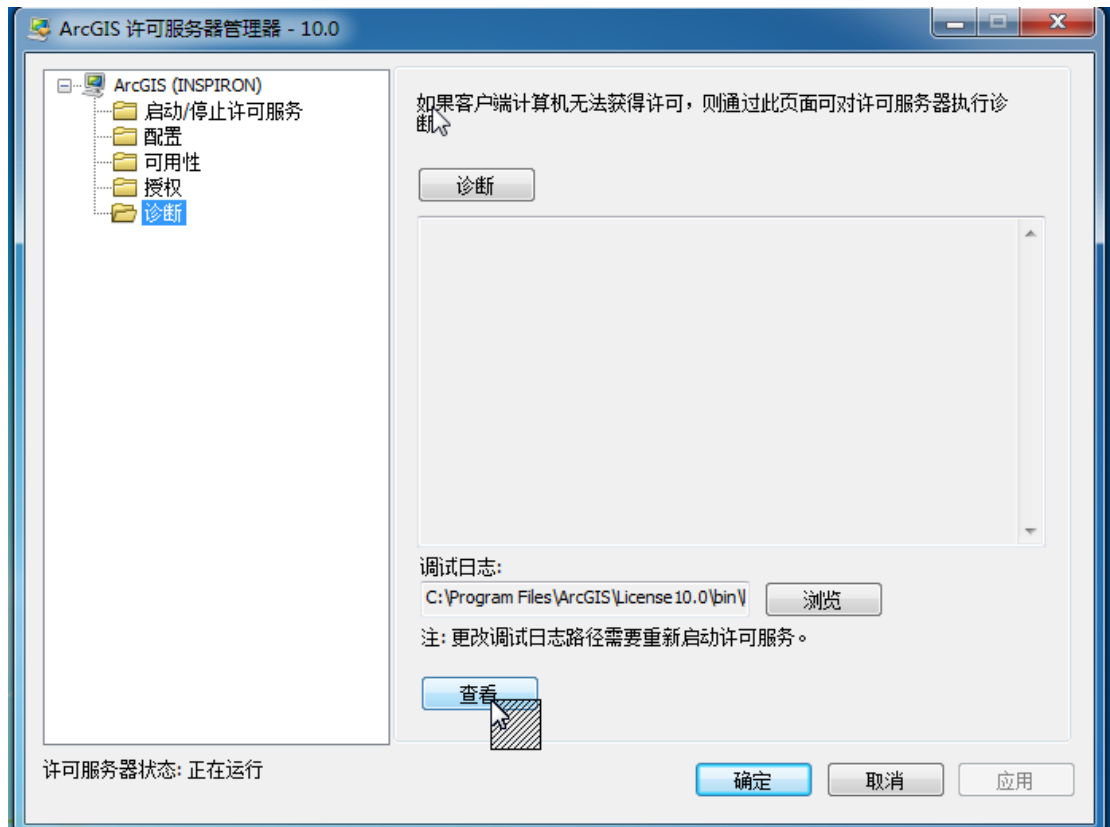 ArcGIS 许可服务器管理器 - 10.0
ArcGIS (INSPIRON)
启动/停止许可服务
配置
可用性
授权
诊断
如果客户端计算机无法获得许可，则通过此页面可对许可服务器执行诊
断
诊断
调试日志:
C:\Program Files\ArcGIS\License10.0\bin\
浏览
注: 更改调试日志路径需要重新启动许可服务。
查看
许可服务器状态: 正在运行
确定
取消
应用